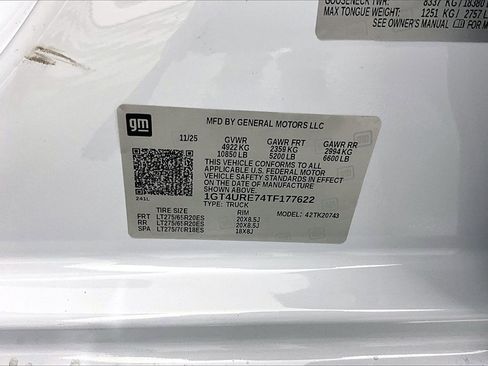 GOOSENECK TWR: 8337 KG/18380 L
MAX TONGUE WEIGHT: 1251 KG / 2757 L
SEE OWNER'S MANUAL FOR M
gm
MFD BY GENERAL MOTORS LLC
11/25 GVWR GAWR FRT GAWR RR
4922 KG 2359 KG 2994 KG
10850 LB 5200 LB 6600 LB
THIS VEHICLE CONFORMS TO ALL
APPLICABLE U.S. FEDERAL MOTOR
VEHICLE SAFETY STANDARDS IN EFFECT
ON THE DATE OF MANUFACTURE
SHOWN ABOVE.
1GT4URE74TF177622
241L TYPE: TRUCK
TIRE SIZE RIM MODEL: 42TK20743
FRT LT275/65R20ES 20X8.5J
RR LT275/65R20ES 20X8.5J
SPA LT275/70R18ES 18X8J